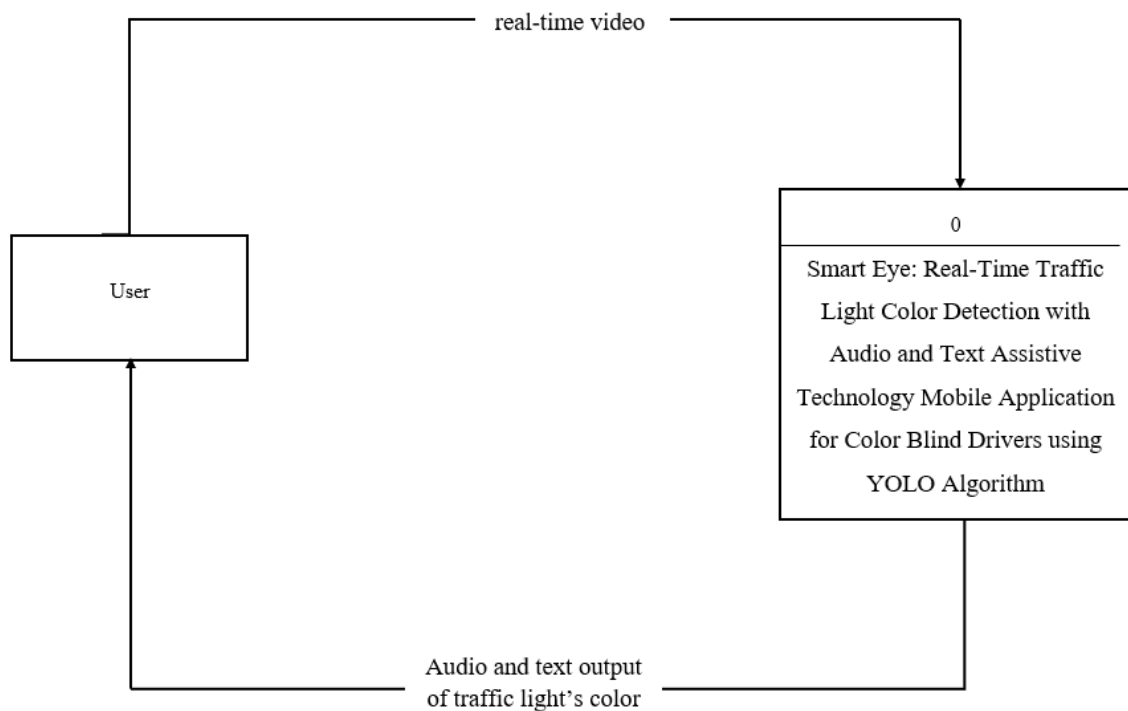 real-time video
User
0
Smart Eye: Real-Time Traffic
Light Color Detection with
Audio and Text Assistive
Technology Mobile Application
for Color Blind Drivers using
YOLO Algorithm
Audio and text output
of traffic light’s color